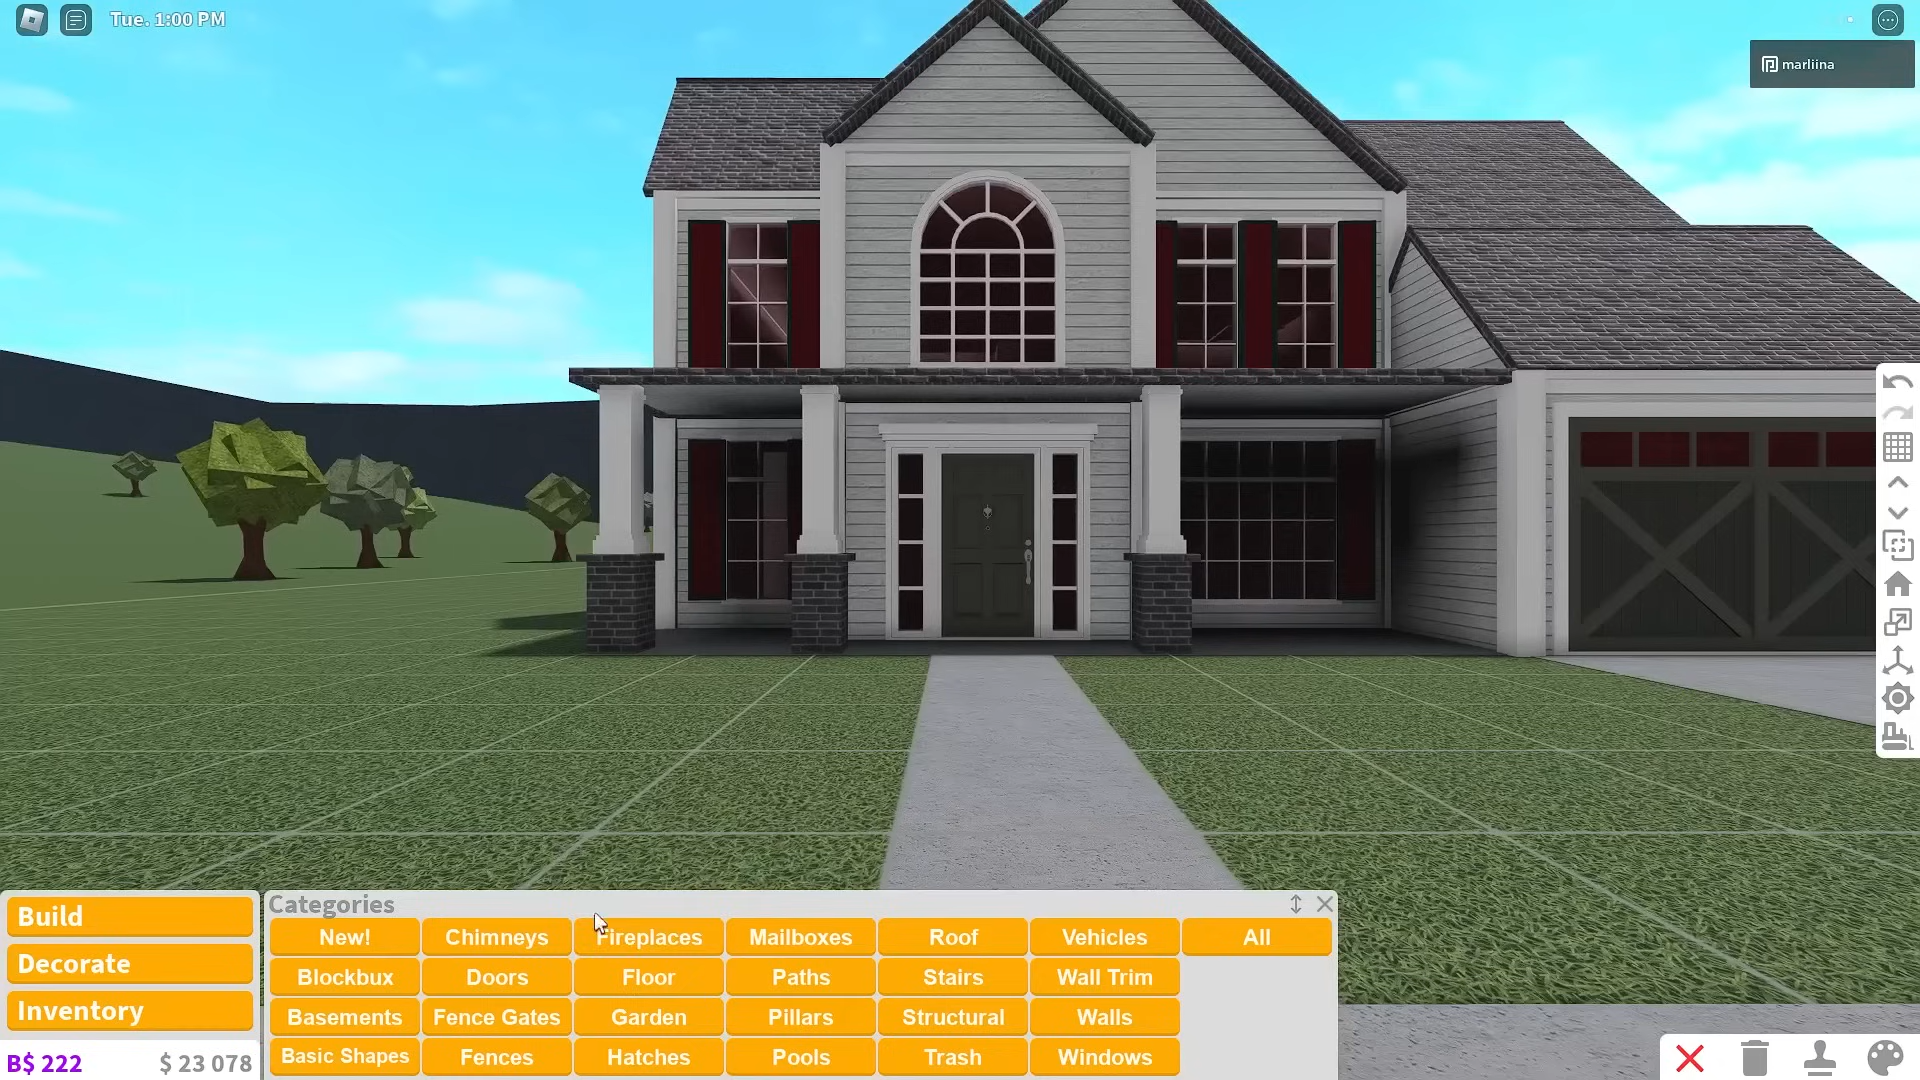 Tue. 1:00 PM
marliina
Build
Decorate
Inventory
B$ 222 $ 23 078
Categories
New! Chimneys Fireplaces Mailboxes Roof Vehicles All
Blockbux Doors Floor Paths Stairs Wall Trim
Basements Fence Gates Garden Pillars Structural Walls
Basic Shapes Fences Hatches Pools Trash Windows